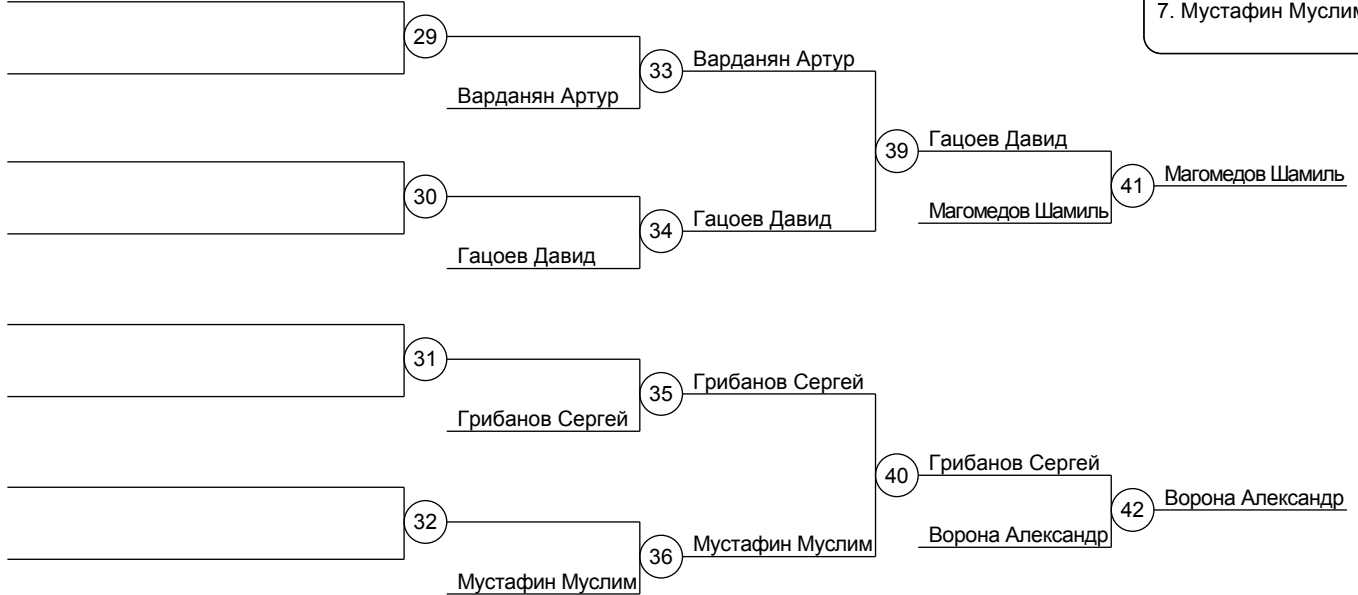 7. Мустафин Муслим
29
33
Варданян Артур
Варданян Артур
39
Гацоев Давид
41
Магомедов Шамиль
30
34
Гацоев Давид
Магомедов Шамиль
Гацоев Давид
31
35
Грибанов Сергей
Грибанов Сергей
40
Грибанов Сергей
42
Ворона Александр
32
36
Мустафин Муслим
Ворона Александр
Мустафин Муслим